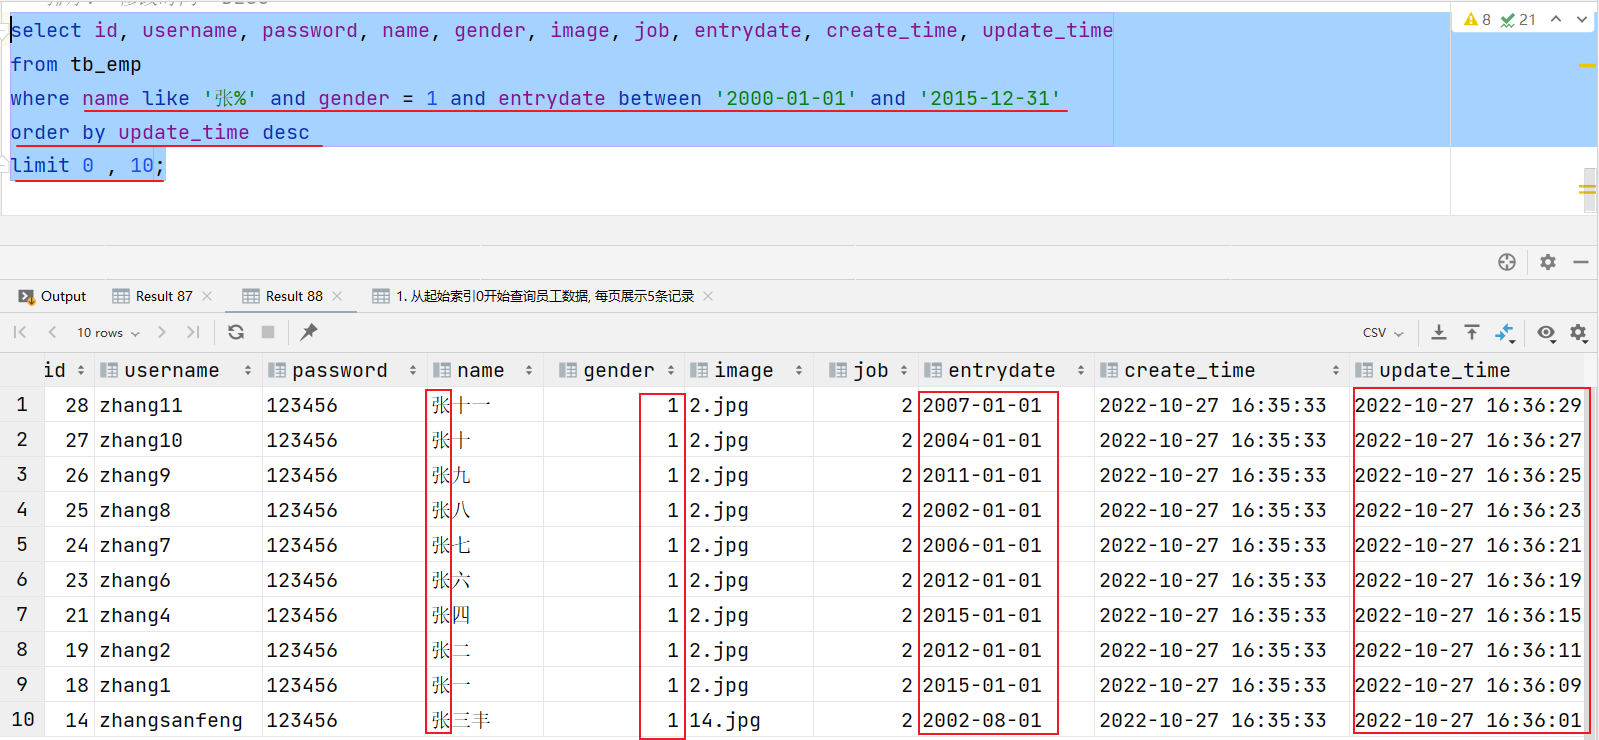 select id, username, password, name, gender, image, job, entrydate, create_time, update_time
from tb_emp
where name like '张%' and gender = 1 and entrydate between '2000-01-01' and '2015-12-31'
order by update_time desc
limit 0 , 10;
8 21
Output Result 87 Result 88 1. 从起始索引0开始查询员工数据, 每页展示5条记录
10 rows CSV
id username password name gender image job entrydate create_time update_time
1 28 zhang11 123456 张十一 1 2.jpg 2 2007-01-01 2022-10-27 16:35:33 2022-10-27 16:36:29
2 27 zhang10 123456 张十 1 2.jpg 2 2004-01-01 2022-10-27 16:35:33 2022-10-27 16:36:27
3 26 zhang9 123456 张九 1 2.jpg 2 2011-01-01 2022-10-27 16:35:33 2022-10-27 16:36:25
4 25 zhang8 123456 张八 1 2.jpg 2 2002-01-01 2022-10-27 16:35:33 2022-10-27 16:36:23
5 24 zhang7 123456 张七 1 2.jpg 2 2006-01-01 2022-10-27 16:35:33 2022-10-27 16:36:21
6 23 zhang6 123456 张六 1 2.jpg 2 2012-01-01 2022-10-27 16:35:33 2022-10-27 16:36:19
7 21 zhang4 123456 张四 1 2.jpg 2 2015-01-01 2022-10-27 16:35:33 2022-10-27 16:36:15
8 19 zhang2 123456 张二 1 2.jpg 2 2012-01-01 2022-10-27 16:35:33 2022-10-27 16:36:11
9 18 zhang1 123456 张一 1 2.jpg 2 2015-01-01 2022-10-27 16:35:33 2022-10-27 16:36:09
10 14 zhangsanfeng 123456 张三丰 1 14.jpg 2 2002-08-01 2022-10-27 16:35:33 2022-10-27 16:36:01